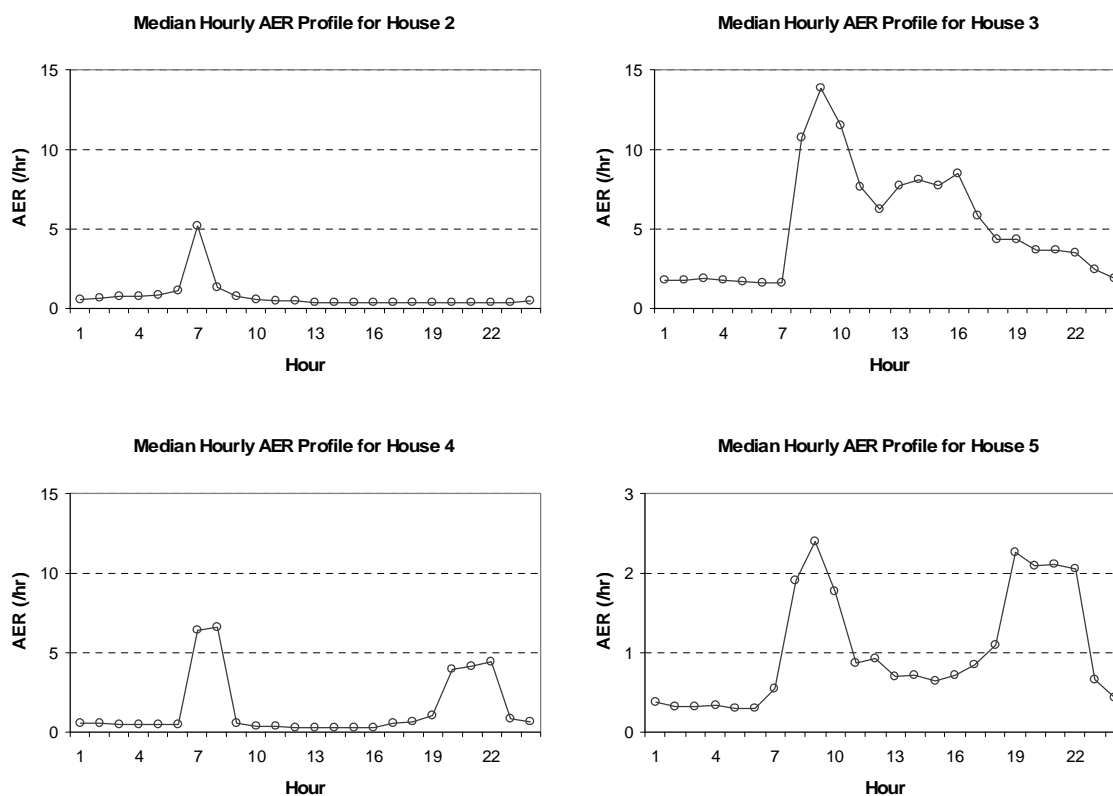 Median Hourly AER Profile for House 2
15
10
5
0
AER (/hr)
1 4 7 10 13 16 19 22
Hour
Median Hourly AER Profile for House 3
15
10
5
0
AER (/hr)
1 4 7 10 13 16 19 22
Hour
Median Hourly AER Profile for House 4
15
10
5
0
AER (/hr)
1 4 7 10 13 16 19 22
Hour
Median Hourly AER Profile for House 5
3
2
1
0
AER (/hr)
1 4 7 10 13 16 19 22
Hour